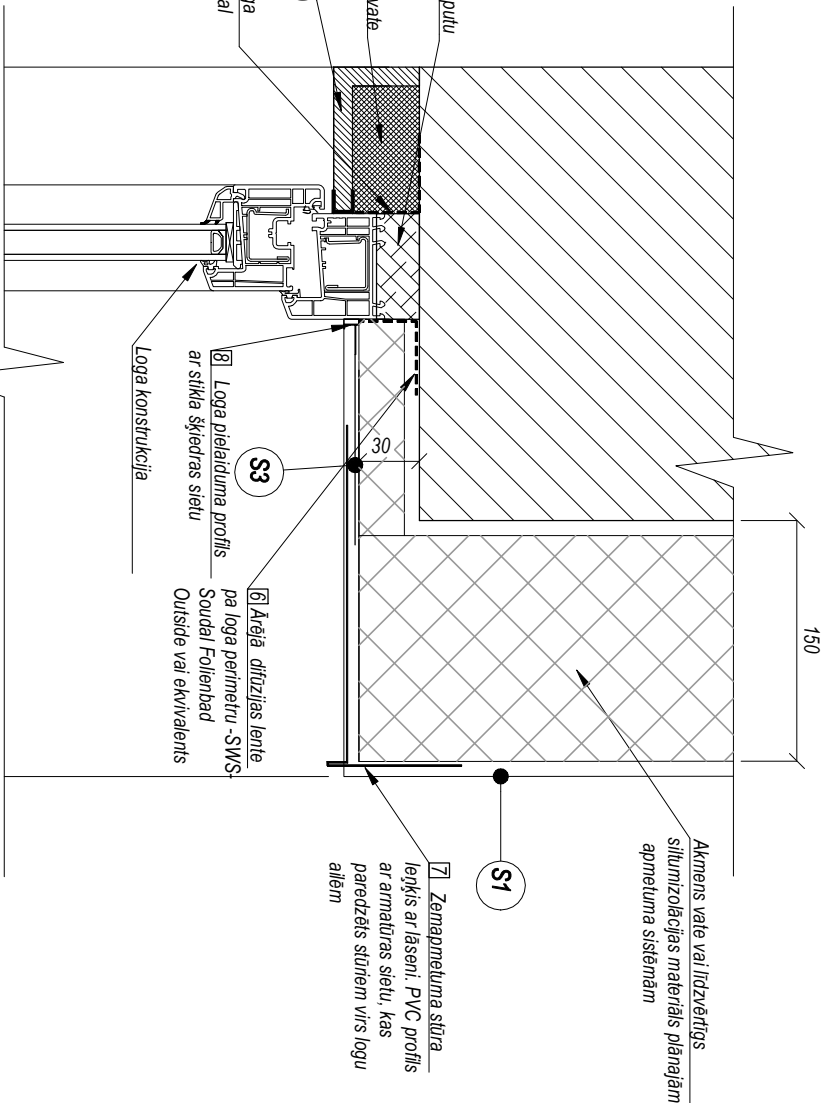 putu
vate
ga
al
30
150
S3
S1
Akmens vate vai līdzvērtīgs
siltumizolācijas materiāls plānajām
apmetuma sistēmām
7 Zemapmetuma stūra
leņķis ar lāseni. PVC profils
ar armatūras sietu, kas
paredzēts stūriem virs logu
ailēm
6 Ārējā difūzijas lente
pa loga perimetru -SWS-
Soudal Folienbad
Outside vai ekvivalents
8 Loga pielaiduma profils
ar stikla šķiedras sietu
Loga konstrukcija